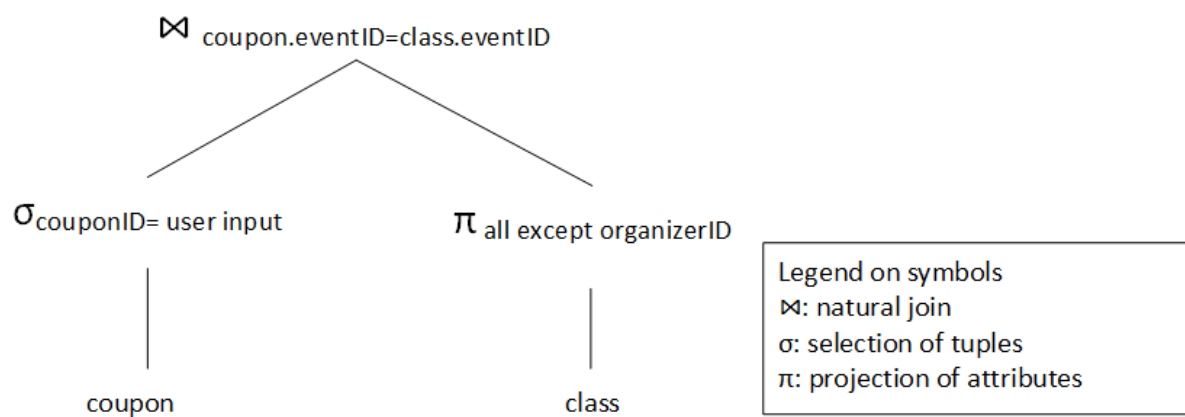 ⋈ coupon.eventID=class.eventID
σcouponID= user input
π all except organizerID
coupon
class
Legend on symbols
⋈: natural join
σ: selection of tuples
π: projection of attributes